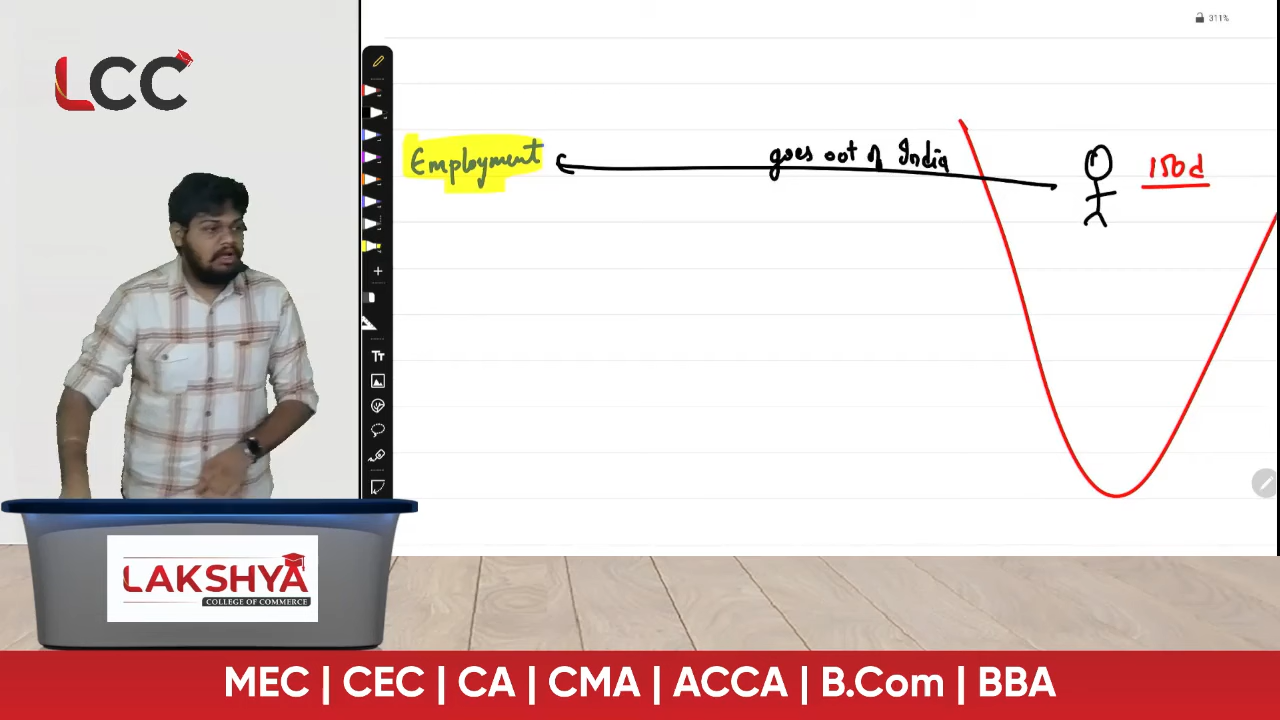 311%
LCC
Employment
goes out of India
150d
Tт
LAKSHYA
COLLEGE OF COMMERCE
MEC | CEC | CA | CMA | ACCA | B.Com | BBA